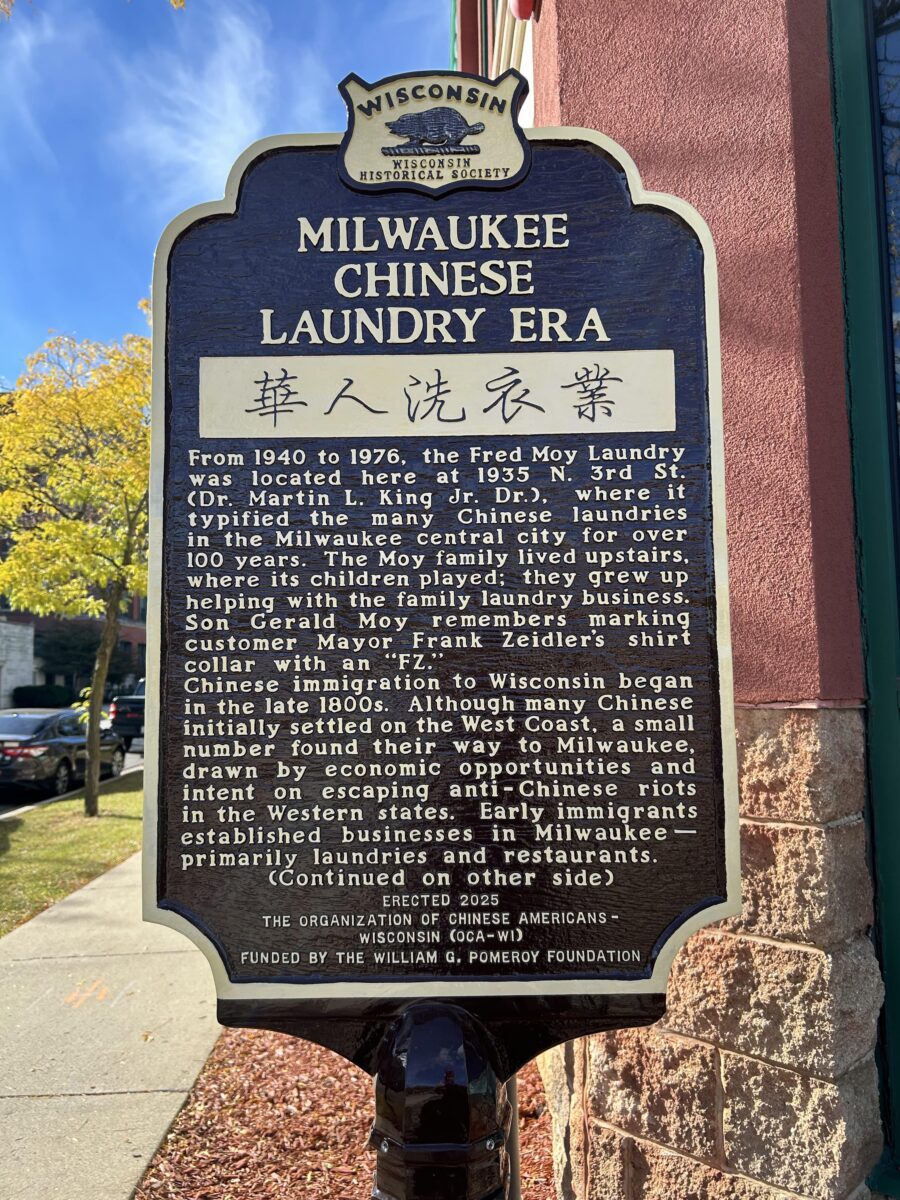 WISCONSIN
WISCONSIN
HISTORICAL SOCIETY
MILWAUKEE
CHINESE
LAUNDRY ERA
華人洗衣業
From 1940 to 1976, the Fred Moy Laundry
was located here at 1935 N. 3rd St.
(Dr. Martin L. King Jr. Dr.), where it
typified the many Chinese laundries
in the Milwaukee central city for over
100 years. The Moy family lived upstairs,
where its children played; they grew up
helping with the family laundry business.
Son Gerald Moy remembers marking
customer Mayor Frank Zeidler's shirt
collar with an "FZ."
Chinese immigration to Wisconsin began
in the late 1800s. Although many Chinese
initially settled on the West Coast, a small
number found their way to Milwaukee,
drawn by economic opportunities and
intent on escaping anti-Chinese riots
in the Western states. Early immigrants
established businesses in Milwaukee—
primarily laundries and restaurants.
(Continued on other side)
ERECTED 2025
THE ORGANIZATION OF CHINESE AMERICANS-
WISCONSIN (OCA-WI)
FUNDED BY THE WILLIAM G. POMEROY FOUNDATION